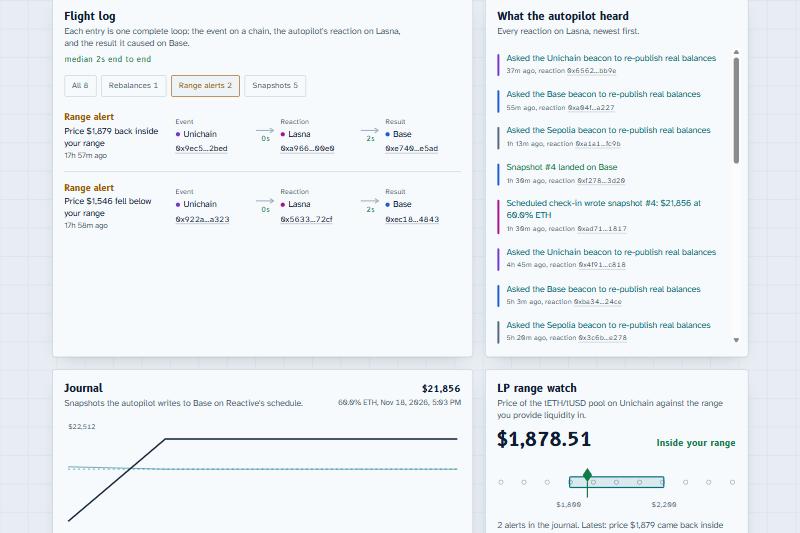 Flight log
Each entry is one complete loop: the event on a chain, the autopilot's reaction on Lasna,
and the result it caused on Base.
median 2s end to end
All 8
Rebalances 1
Range alerts 2
Snapshots 5
Range alert
Price $1,879 back inside
your range
17h 57m ago
Event
Unichain
0x9ec5…2bed
0s
Reaction
Lasna
0xa966…00e0
2s
Result
Base
0xe740…e5ad
Range alert
Price $1,546 fell below
your range
17h 58m ago
Event
Unichain
0x922a…a323
0s
Reaction
Lasna
0x5633…72cf
2s
Result
Base
0xec18…4843
What the autopilot heard
Every reaction on Lasna, newest first.
Asked the Unichain beacon to re-publish real balances
37m ago, reaction 0x6562…bb9e
Asked the Base beacon to re-publish real balances
55m ago, reaction 0xa04f…a227
Asked the Sepolia beacon to re-publish real balances
1h 13m ago, reaction 0xa1a1…fc9b
Snapshot #4 landed on Base
1h 30m ago, reaction 0xf278…3d20
Scheduled check-in wrote snapshot #4: $21,856 at
60.0% ETH
1h 30m ago, reaction 0xad71…1817
Asked the Unichain beacon to re-publish real balances
4h 45m ago, reaction 0x4f91…c818
Asked the Base beacon to re-publish real balances
5h 3m ago, reaction 0xba34…24ce
Asked the Sepolia beacon to re-publish real balances
5h 20m ago, reaction 0x3c6b…e278
Journal
$21,856
Snapshots the autopilot writes to Base on Reactive's schedule.
60.0% ETH, Nov 18, 2026, 5:03 PM
$22,512
LP range watch
Price of the tETH/tUSD pool on Unichain against the range
you provide liquidity in.
$1,878.51
Inside your range
$1,800
$2,200
2 alerts in the journal. Latest: price $1,879 came back inside